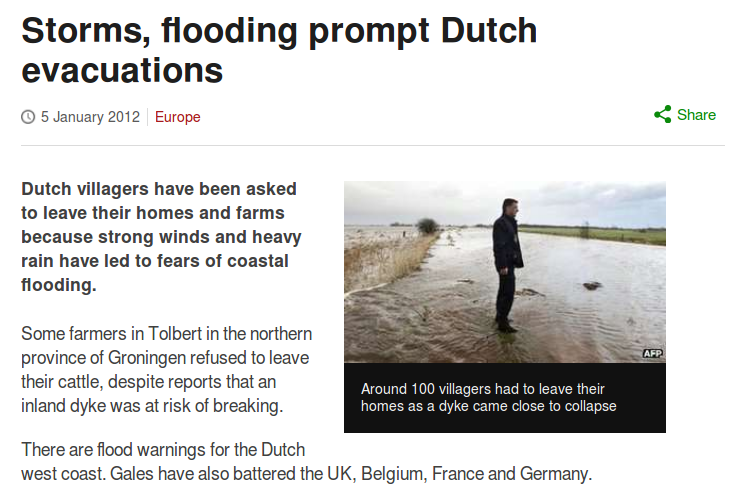 Storms, flooding prompt Dutch
evacuations
5 January 2012 Europe
Share
Dutch villagers have been asked
to leave their homes and farms
because strong winds and heavy
rain have led to fears of coastal
flooding.
AFP
Around 100 villagers had to leave their
homes as a dyke came close to collapse
Some farmers in Tolbert in the northern
province of Groningen refused to leave
their cattle, despite reports that an
inland dyke was at risk of breaking.
There are flood warnings for the Dutch
west coast. Gales have also battered the UK, Belgium, France and Germany.